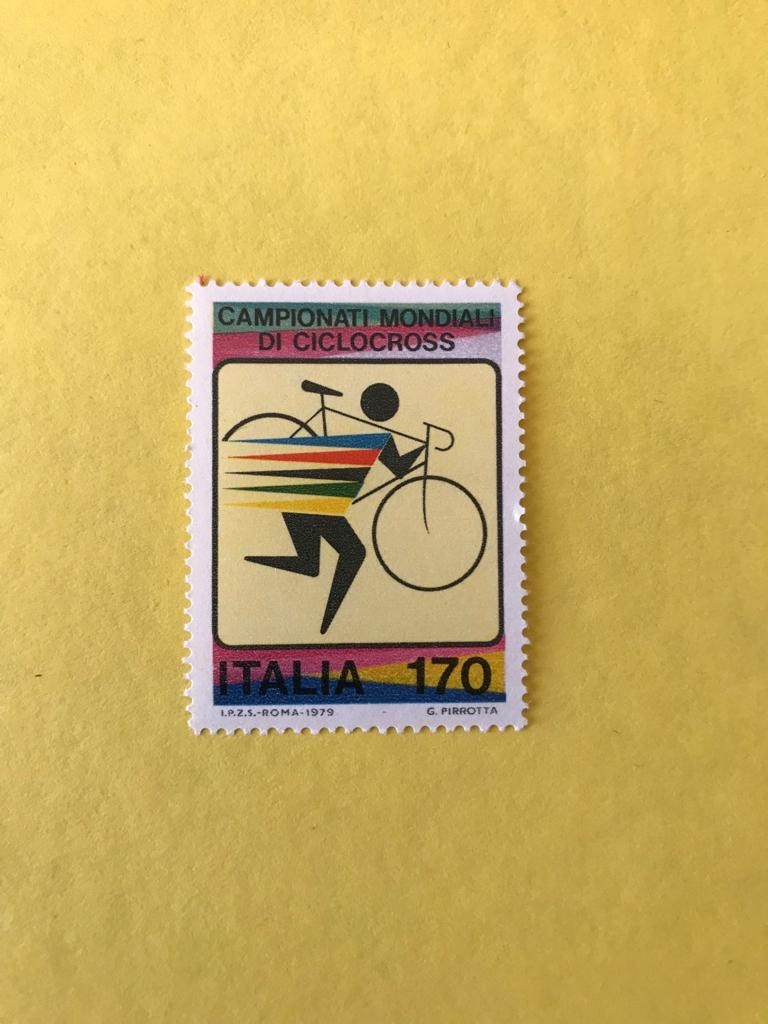 CAMPIONATI MONDIALI
DI CICLOCROSS
ITALIA 170
I.P.Z.S.-ROMA-1979 - G. PIRROTTA